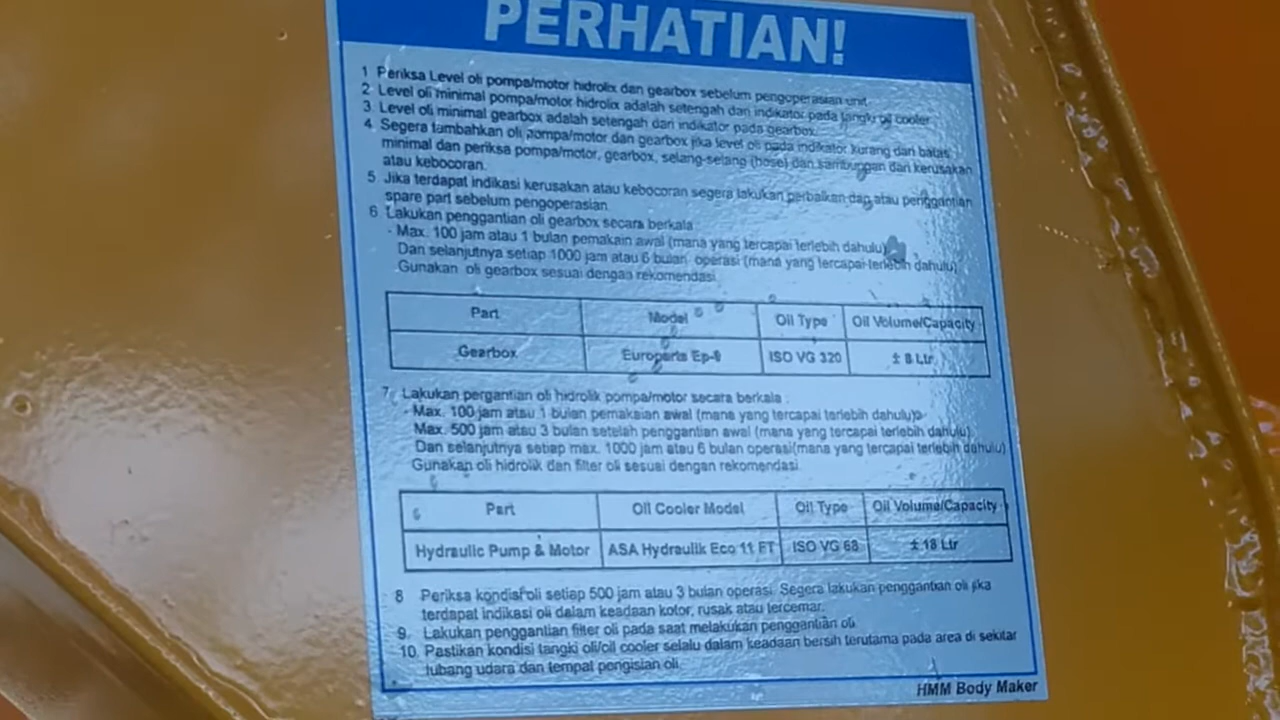 PERHATIAN!
1 Periksa Level oli pompa/motor hidrolix dan gearbox sebelum pengoperasian unit.
2. Level oli minimal pompa/motor hidrolix adalah setengah dari indikator pada tangki oil cooler.
3. Level oli minimal gearbox adalah setengah dari indikator pada gearbox.
4. Segera tambahkan oli pompa/motor dan gearbox jika level oli pada indikator kurang dari batas
minimal dan periksa pompa/motor, gearbox, selang-selang (hose) dan sambungan dari kerusakan
atau kebocoran.
5. Jika terdapat indikasi kerusakan atau kebocoran segera lakukan perbaikan dan atau penggantian
spare part sebelum pengoperasian.
6. Lakukan penggantian oli gearbox secara berkala
- Max. 100 jam atau 1 bulan pemakain awal (mana yang tercapai terlebih dahulu)
Dan selanjutnya setiap 1000 jam atau 6 bulan operasi (mana yang tercapai terlebih dahulu)
Gunakan oli gearbox sesuai dengaa rekomendasi.
Part Model Oil Type Oil Volume/Capacity
Gearbox ISO VG 320 ± 8 Ltr
7. Lakukan pergantian oli hidrolik pompa/motor secara berkala :
- Max. 100 jam atau 1 bulan pemakaian awal (mana yang tercapai terlebih dahulu)
Max. 500 jam atau 3 bulan setelah penggantian awal (mana yang tercapai terlebih dahulu)
Dan selanjutnya setiap max. 1000 jam atau 6 bulan operasi(mana yang tercapai terlebih dahulu)
Gunakan oli hidrolik dan filter oli sesuai dengan rekomendasi.
Part Oil Cooler Model Oil Type Oil Volume/Capacity
Hydraulic Pump & Motor ASA Hydraulik Eco 11 FT ISO VG 68 ± 18 Ltr
8 Periksa kondisi oli setiap 500 jam atau 3 bulan operasi. Segera lakukan penggantian oli jika
terdapat indikasi oli dalam keadaan kotor, rusak atau tercemar.
9. Lakukan penggantian filter oli pada saat melakukan penggantian oli.
10. Pastikan kondisi tangki oli/oil cooler selalu dalam keadaan bersih terutama pada area di sekitar
lubang udara dan tempat pengisian oli.
HMM Body Maker